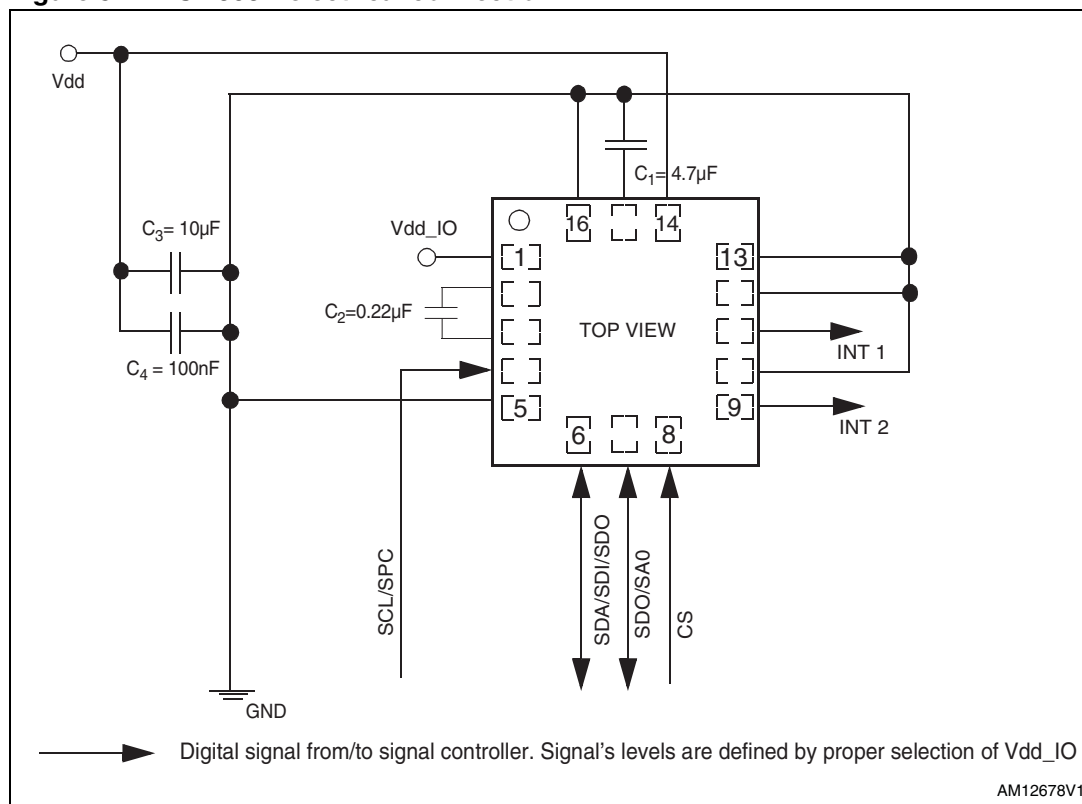 Vdd
C1= 4.7µF
C3= 10µF
Vdd_IO
16
14
1
13
C2=0.22µF
TOP VIEW
INT 1
C4 = 100nF
5
9
INT 2
6
8
SCL/SPC
SDA/SDI/SDO
SDO/SA0
CS
GND
Digital signal from/to signal controller. Signal's levels are defined by proper selection of Vdd_IO
AM12678V1